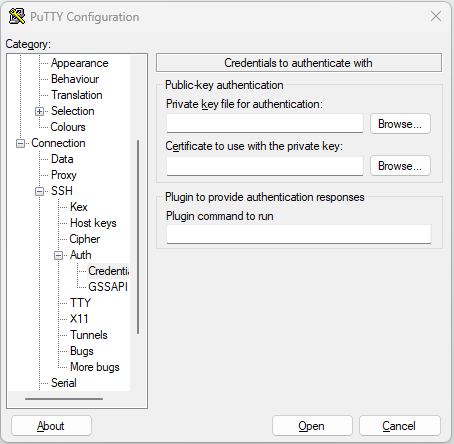 PuTTY Configuration
Category:
Appearance
Behaviour
Translation
Selection
Colours
Connection
Data
Proxy
SSH
Kex
Host keys
Cipher
Auth
Credentia
GSSAPI
TTY
X11
Tunnels
Bugs
More bugs
Serial
Credentials to authenticate with
Public-key authentication
Private key file for authentication:
Browse...
Certificate to use with the private key:
Browse...
Plugin to provide authentication responses
Plugin command to run
About
Open
Cancel